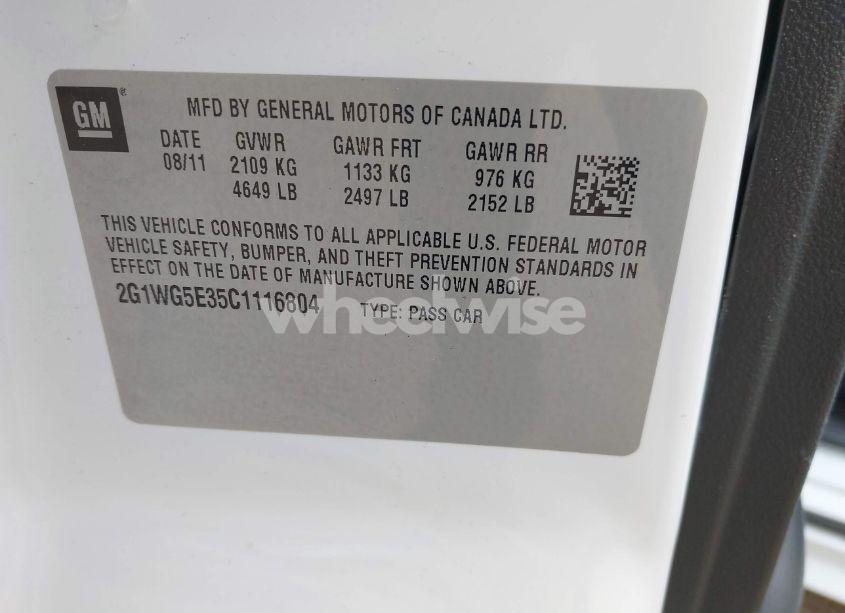 GM
MFD BY GENERAL MOTORS OF CANADA LTD.
DATE GVWR GAWR FRT GAWR RR
08/11 2109 KG 1133 KG 976 KG
4649 LB 2497 LB 2152 LB
THIS VEHICLE CONFORMS TO ALL APPLICABLE U.S. FEDERAL MOTOR
VEHICLE SAFETY, BUMPER, AND THEFT PREVENTION STANDARDS IN
EFFECT ON THE DATE OF MANUFACTURE SHOWN ABOVE.
2G1WG5E35C1116804 TYPE: PASS CAR
wheelwise